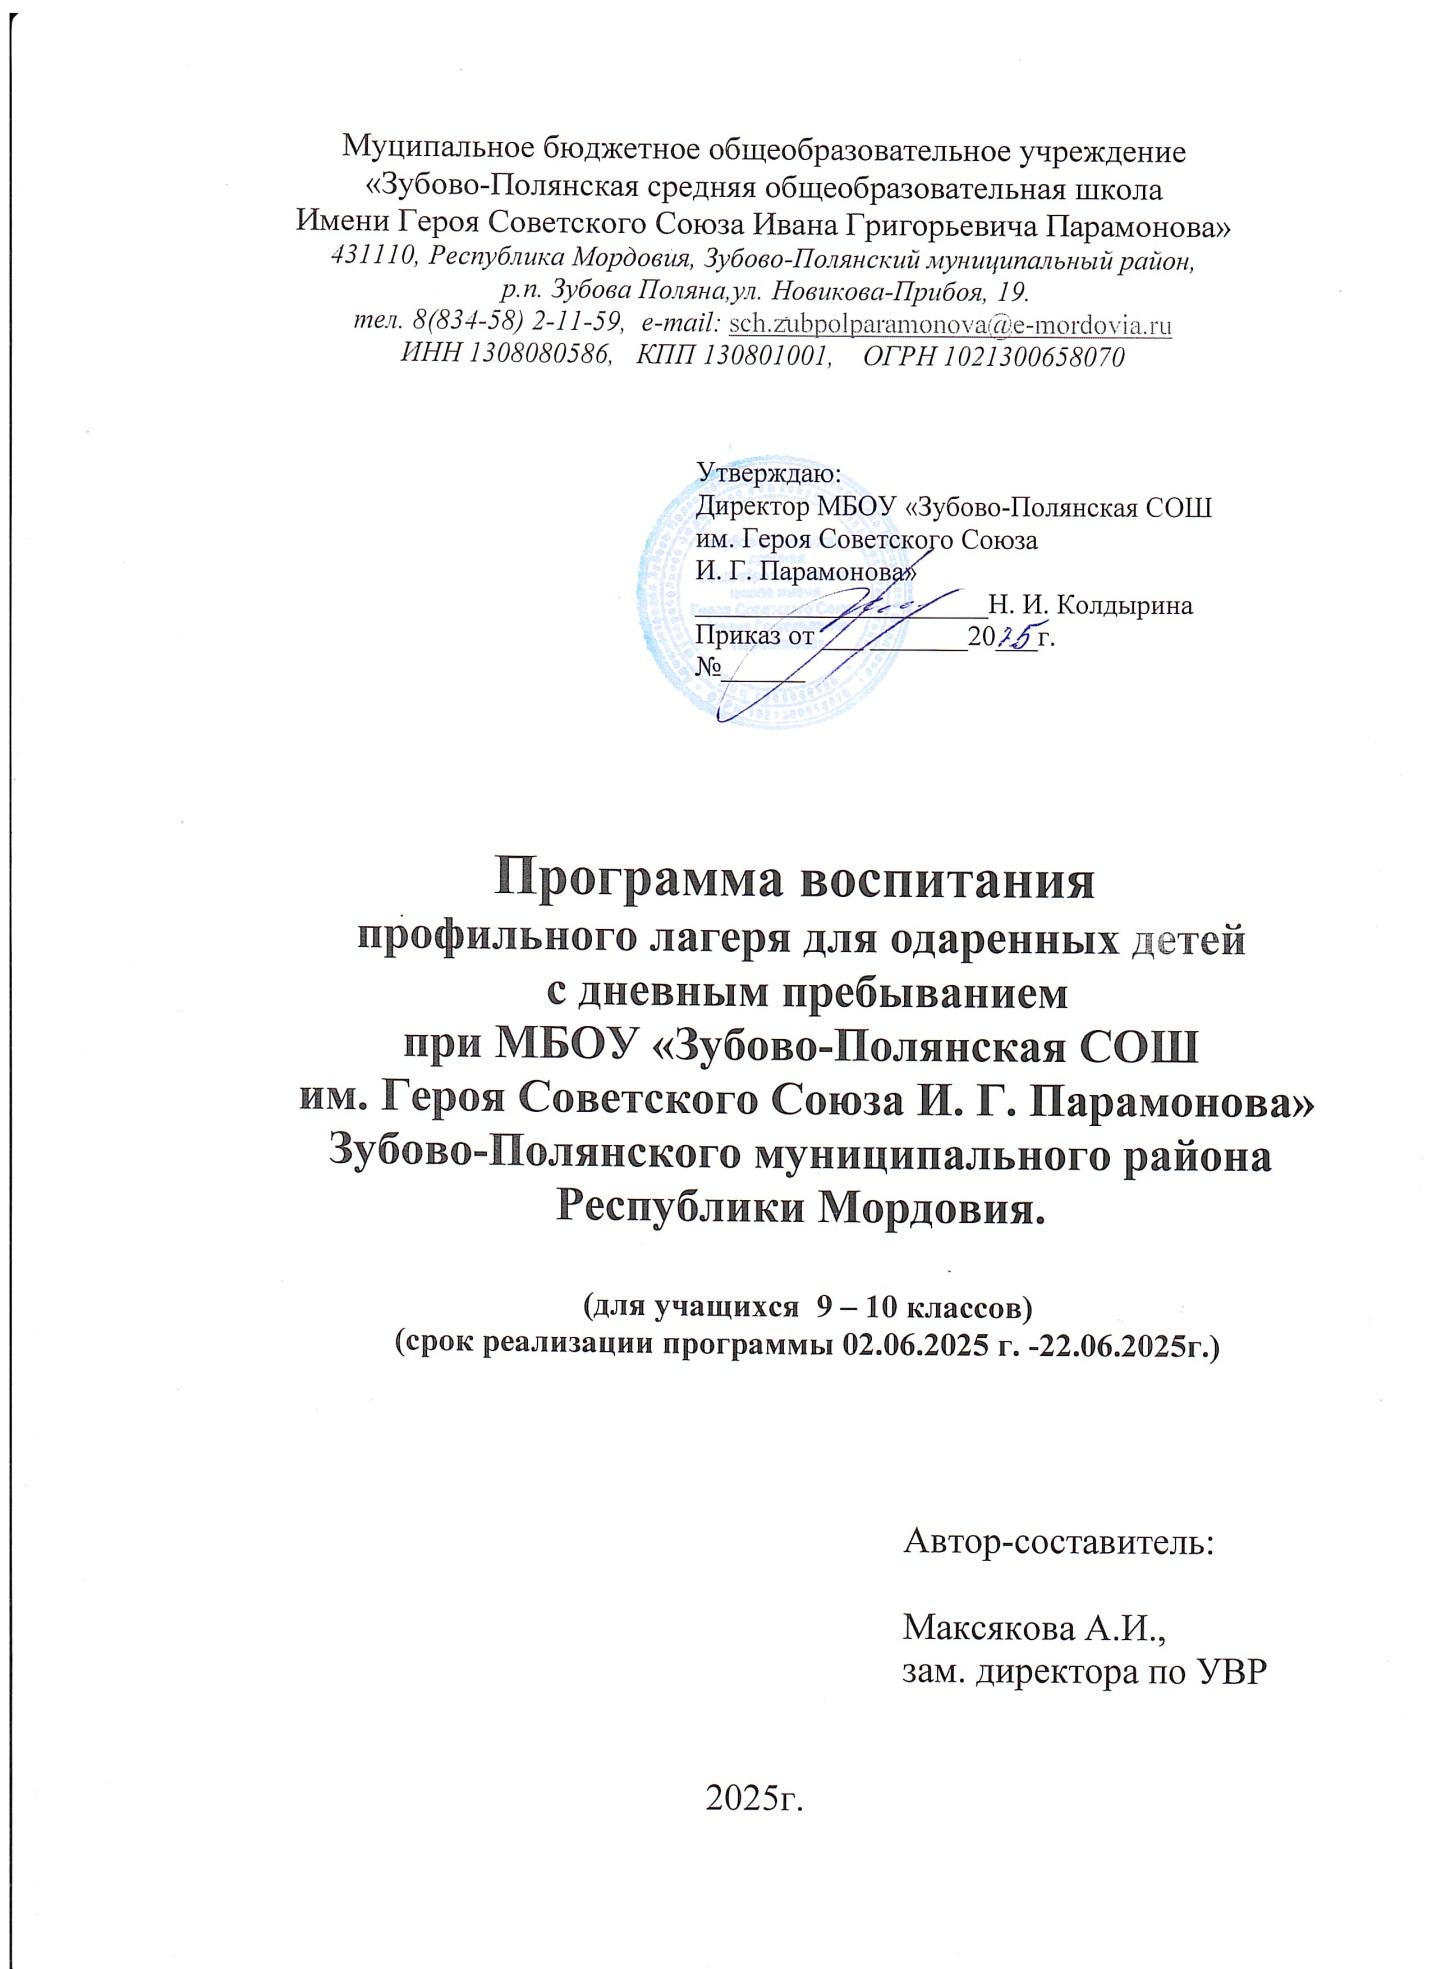 Муципальное бюджетное общеобразовательное учреждение
«Зубово-Полянская средняя общеобразовательная школа
Имени Героя Советского Союза Ивана Григорьевича Парамонова»
431110, Республика Мордовия, Зубово-Полянский муниципальный район,
р.п. Зубова Поляна,ул. Новикова-Прибоя, 19.
тел. 8(834-58) 2-11-59, e-mail: sch.zubpolparamonova@e-mordovia.ru
ИНН 1308080586, КПП 130801001, ОГРН 1021300658070
Утверждаю:
Директор МБОУ «Зубово-Полянская СОШ
им. Героя Советского Союза
И. Г. Парамонова»
_____________________Н. И. Колдырина
Приказ от ___ _______2025г.
№______
Программа воспитания
профильного лагеря для одаренных детей
с дневным пребыванием
при МБОУ «Зубово-Полянская СОШ
им. Героя Советского Союза И. Г. Парамонова»
Зубово-Полянского муниципального района
Республики Мордовия.
(для учащихся 9 – 10 классов)
(срок реализации программы 02.06.2025 г. -22.06.2025г.)
Автор-составитель:
Максякова А.И.,
зам. директора по УВР
2025г.